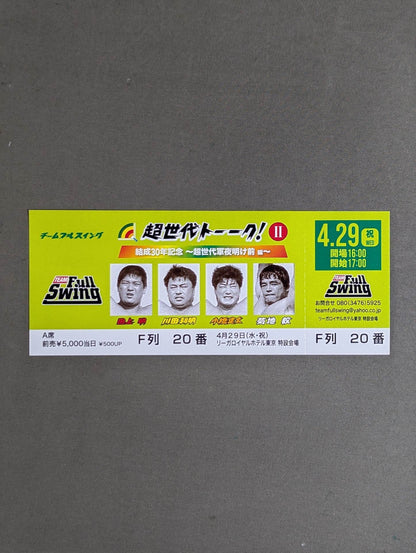 チームフルスイング
超世代トーーク! II
結成30年記念 〜超世代軍夜明け前 編〜
TEAM Full Swing
田上 明
川田利明
小橋建太
菊地 毅
A席
前売¥5,000当日 ¥500UP
F列 20番
4月29日(水・祝)
リーガロイヤルホテル東京 特設会場
4.29 祝 WED
開場16:00
開始17:00
TEAM Full Swing
お問合せ 080(3476)5925
teamfullswing@yahoo.co.jp
リーガロイヤルホテル東京 特設会場
F列 20番